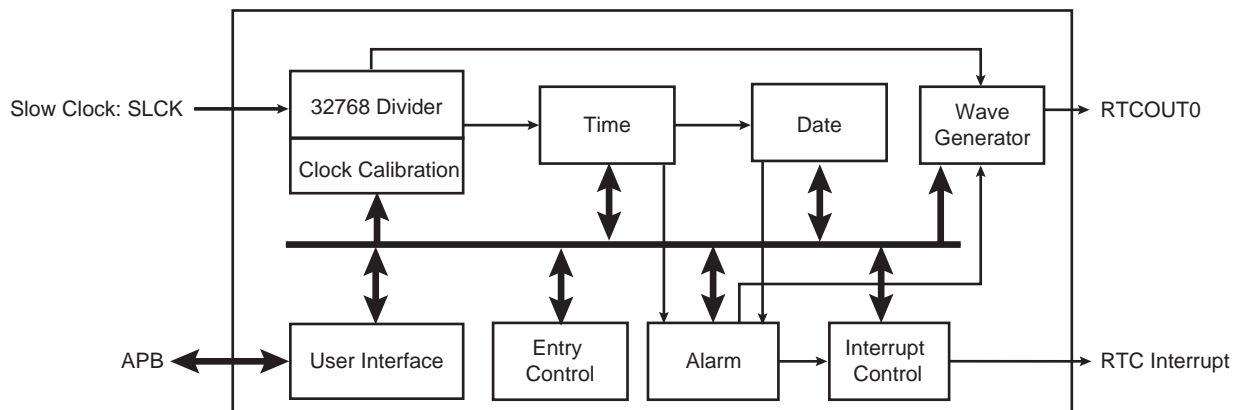 Slow Clock: SLCK
32768 Divider
Clock Calibration
Time
Date
Wave
Generator
RTCOUT0
APB
User Interface
Entry
Control
Alarm
Interrupt
Control
RTC Interrupt